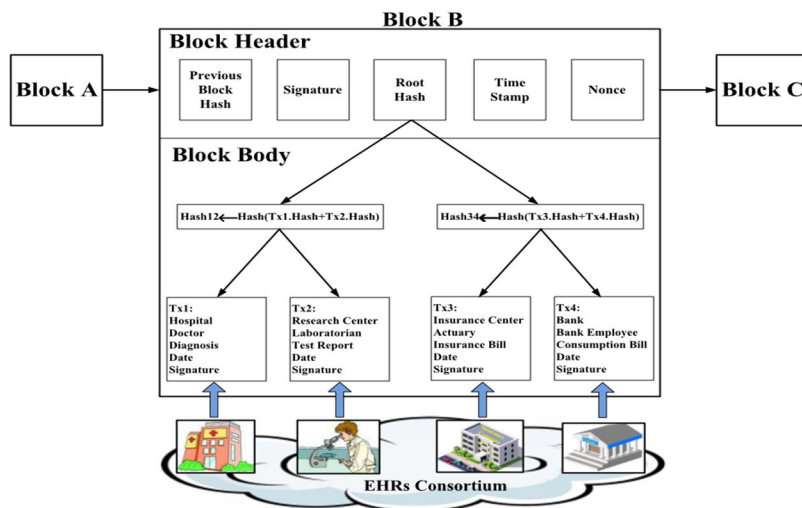 Block B
Block Header
Block A
Previous
Block
Hash
Signature
Root
Hash
Time
Stamp
Nonce
Block C
Block Body
Hash12←Hash(Tx1.Hash+Tx2.Hash)
Hash34←Hash(Tx3.Hash+Tx4.Hash)
Tx1:
Hospital
Doctor
Diagnosis
Date
Signature
Tx2:
Research Center
Laboratorian
Test Report
Date
Signature
Tx3:
Insurance Center
Actuary
Insurance Bill
Date
Signature
Tx4:
Bank
Bank Employee
Consumption Bill
Date
Signature
EHRs Consortium